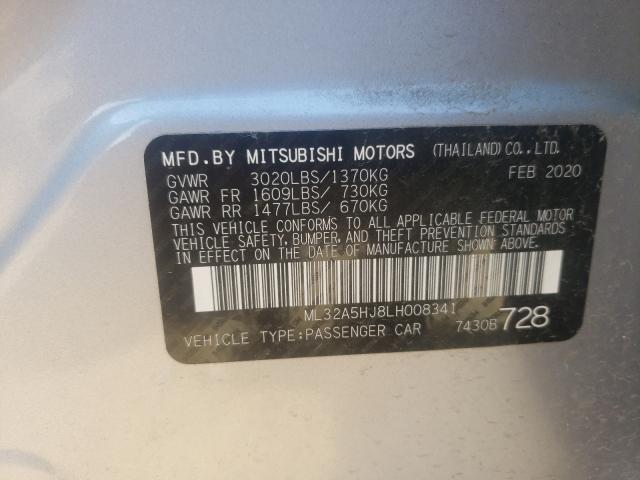 MFD.BY MITSUBISHI MOTORS (THAILAND) CO., LTD.
GVWR 3020LBS/1370KG FEB 2020
GAWR FR 1609LBS/ 730KG
GAWR RR 1477LBS/ 670KG
THIS VEHICLE CONFORMS TO ALL APPLICABLE FEDERAL MOTOR
VEHICLE SAFETY, BUMPER, AND THEFT PREVENTION STANDARDS
IN EFFECT ON THE DATE OF MANUFACTURE SHOWN ABOVE.
ML32A5HJ8LH008341
VEHICLE TYPE:PASSENGER CAR 7430B 728